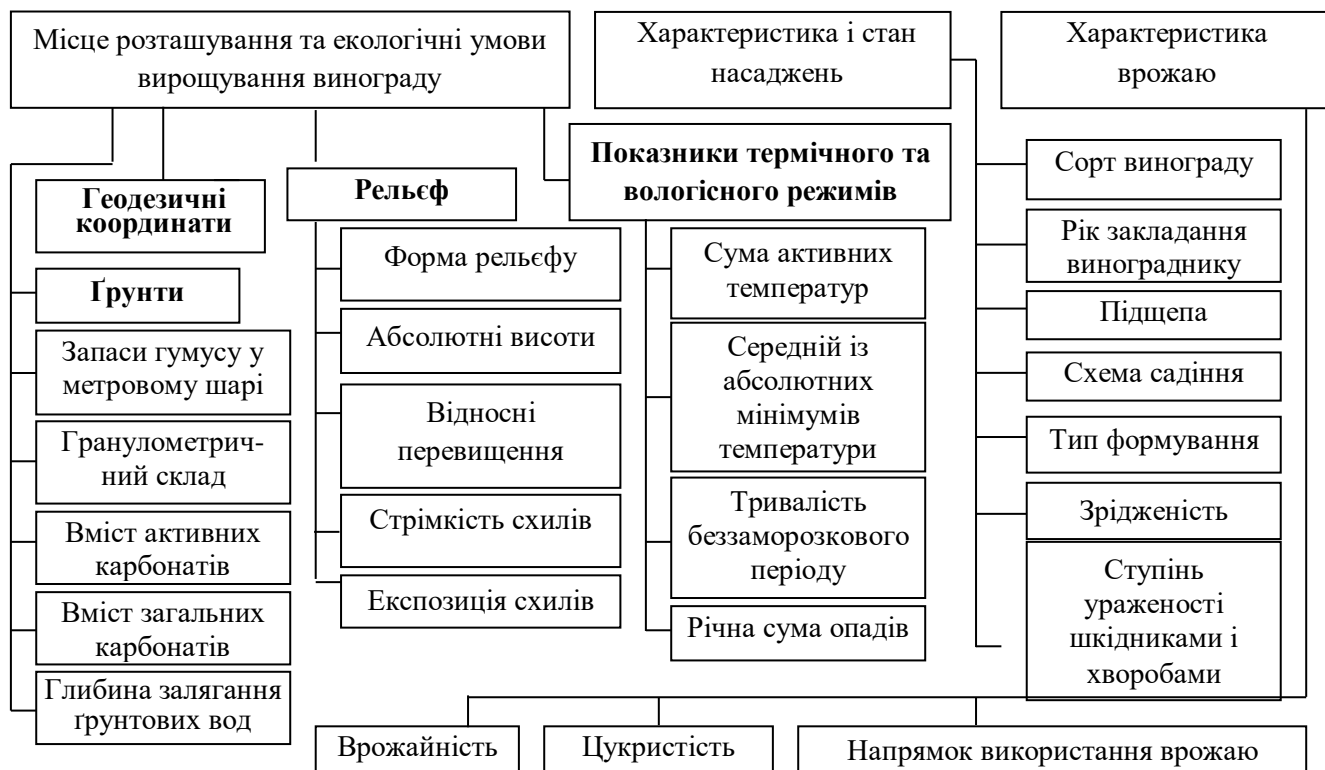 Місце розташування та екологічні умови
вирощування винограду
Характеристика і стан
насаджень
Характеристика
врожаю
Геодезичні
координати
Ґрунти
Запаси гумусу у
метровому шарі
Гранулометрич-
ний склад
Вміст активних
карбонатів
Вміст загальних
карбонатів
Глибина залягання
ґрунтових вод
Рельєф
Форма рельєфу
Абсолютні висоти
Відносні
перевищення
Стрімкість схилів
Експозиція схилів
Показники термічного та
вологісного режимів
Сума активних
температур
Середній із
абсолютних
мінімумів
температури
Тривалість
беззаморозкового
періоду
Річна сума опадів
Сорт винограду
Рік закладання
винограднику
Підщепа
Схема садіння
Тип формування
Зрідженість
Ступінь
ураженості
шкідниками і
хворобами
Врожайність
Цукристість
Напрямок використання врожаю